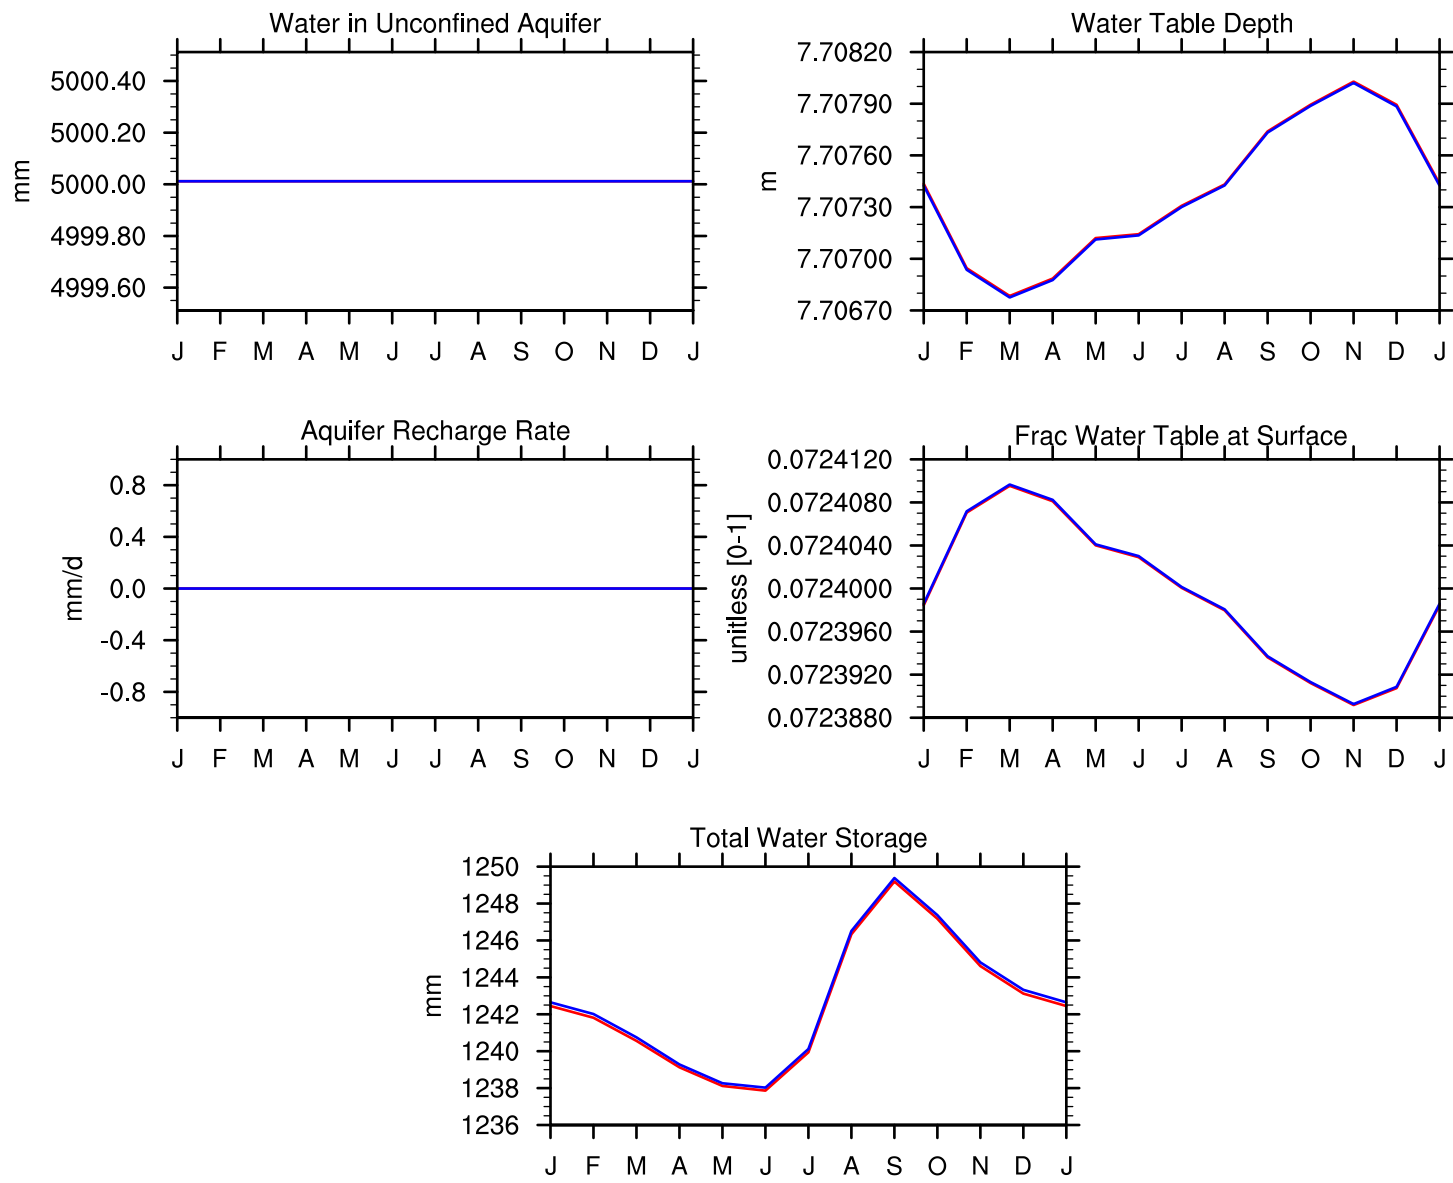 Water in Unconfined Aquifer
5000.40
5000.20
5000.00
4999.80
4999.60
mm
J F M A M J J A S O N D J
Water Table Depth
7.70820
7.70790
7.70760
7.70730
7.70700
7.70670
m
J F M A M J J A S O N D J
Aquifer Recharge Rate
0.8
0.4
0.0
-0.4
-0.8
mm/d
J F M A M J J A S O N D J
Frac Water Table at Surface
0.0724120
0.0724080
0.0724040
0.0724000
0.0723960
0.0723920
0.0723880
unitless [0-1]
J F M A M J J A S O N D J
Total Water Storage
1250
1248
1246
1244
1242
1240
1238
1236
mm
J F M A M J J A S O N D J